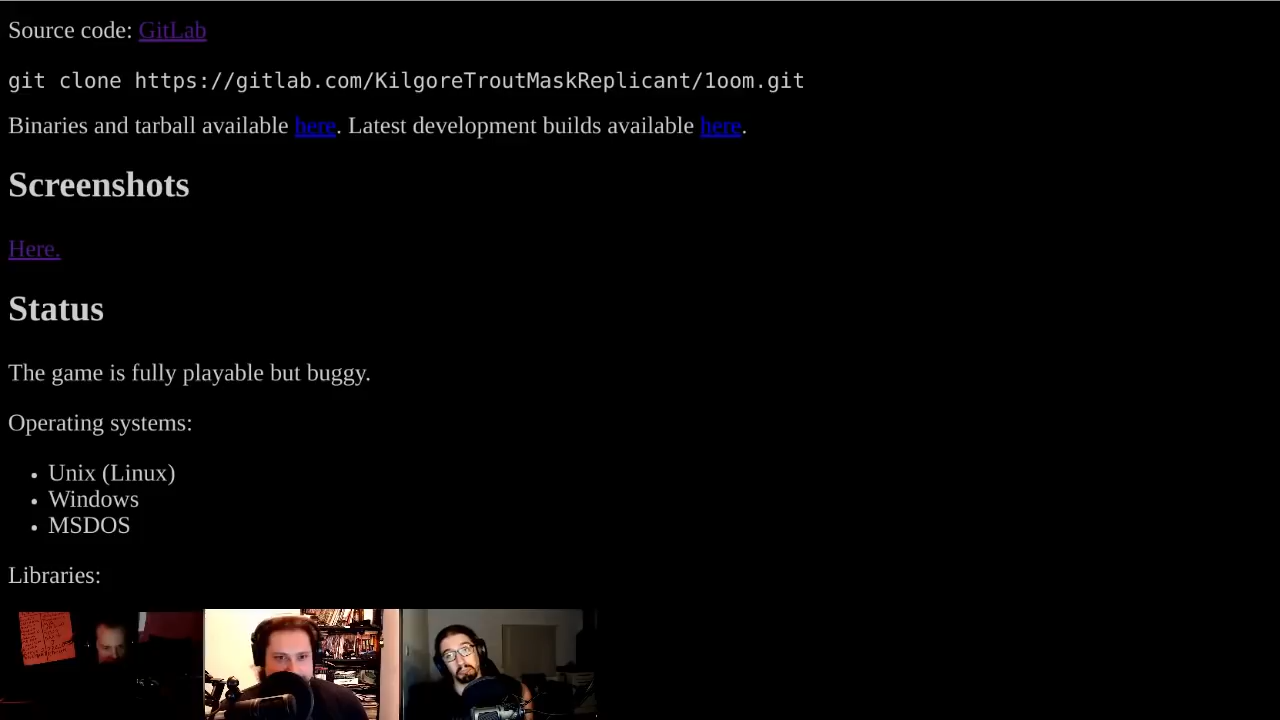 Source code: GitLab
git clone https://gitlab.com/KilgoreTroutMaskReplicant/1oom.git
Binaries and tarball available here. Latest development builds available here.
Screenshots
Here.
Status
The game is fully playable but buggy.
Operating systems:
• Unix (Linux)
• Windows
• MSDOS
Libraries: